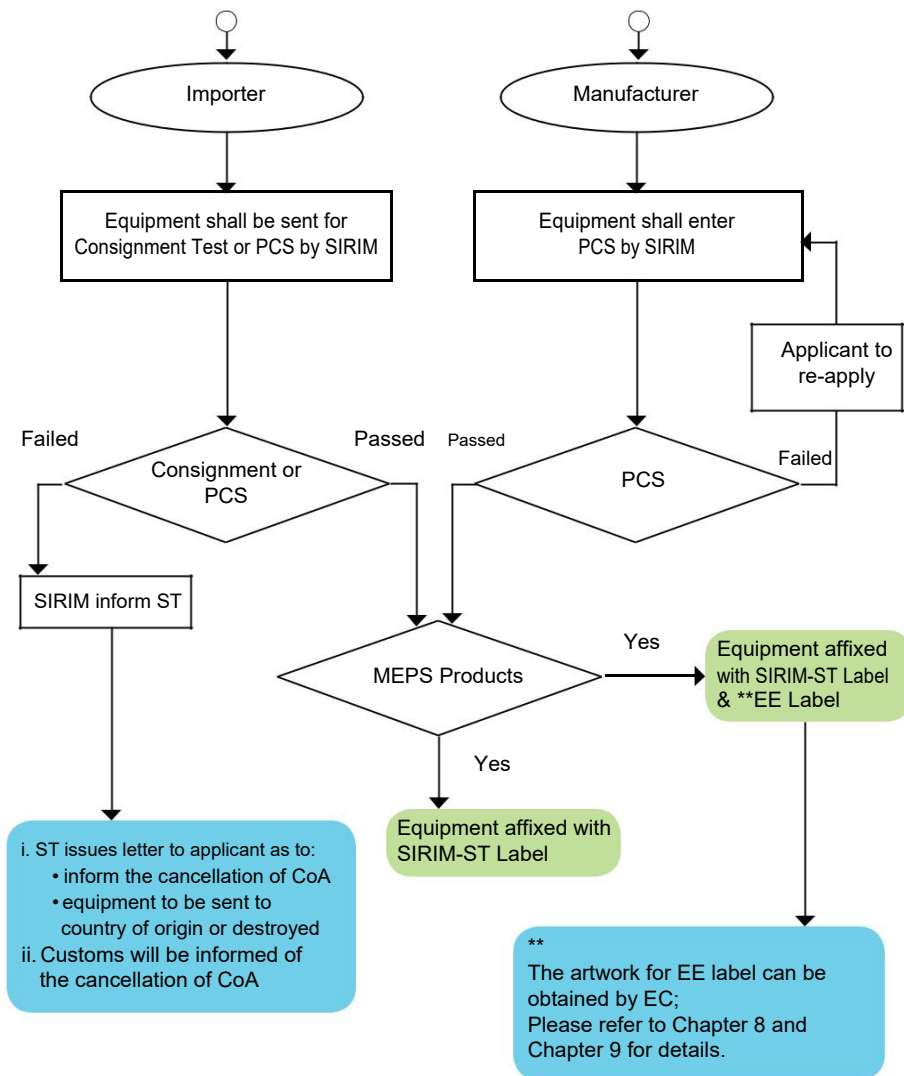 Importer
Manufacturer
Equipment shall be sent for
Consignment Test or PCS by SIRIM
Equipment shall enter
PCS by SIRIM
Applicant to
re-apply
Failed
Passed
Passed
Failed
Consignment or
PCS
PCS
SIRIM inform ST
MEPS Products
Yes
Equipment affixed
with SIRIM-ST Label
& **EE Label
Yes
Equipment affixed with
SIRIM-ST Label
i. ST issues letter to applicant as to:
• inform the cancellation of CoA
• equipment to be sent to
country of origin or destroyed
ii. Customs will be informed of
the cancellation of CoA
**
The artwork for EE label can be
obtained by EC;
Please refer to Chapter 8 and
Chapter 9 for details.